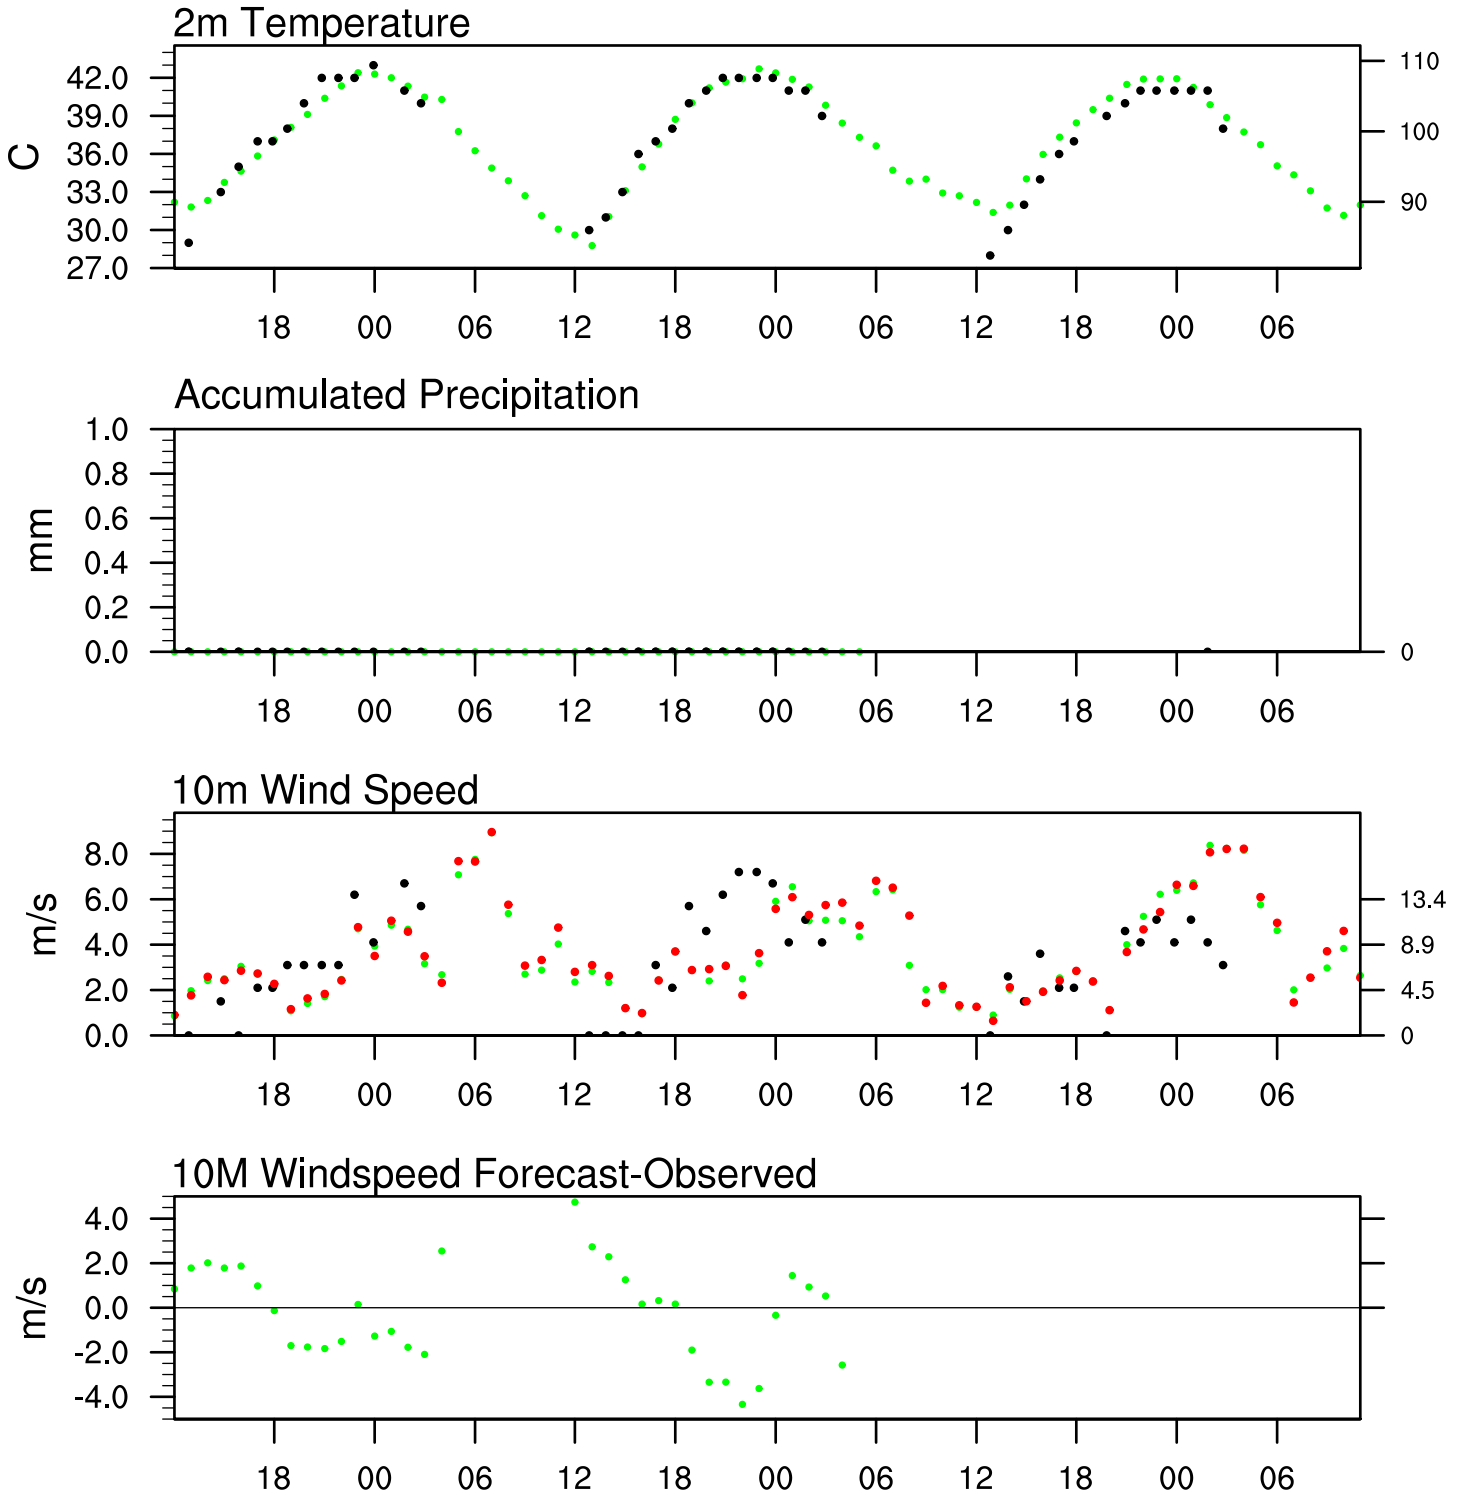 2m Temperature
42.0
39.0
36.0
33.0
30.0
27.0
C
110
100
90
18 00 06 12 18 00 06 12 18 00 06
Accumulated Precipitation
1.0
0.8
0.6
0.4
0.2
0.0
mm
0
18 00 06 12 18 00 06 12 18 00 06
10m Wind Speed
8.0
6.0
4.0
2.0
0.0
m/s
13.4
8.9
4.5
0
18 00 06 12 18 00 06 12 18 00 06
10M Windspeed Forecast-Observed
4.0
2.0
0.0
-2.0
-4.0
m/s
18 00 06 12 18 00 06 12 18 00 06